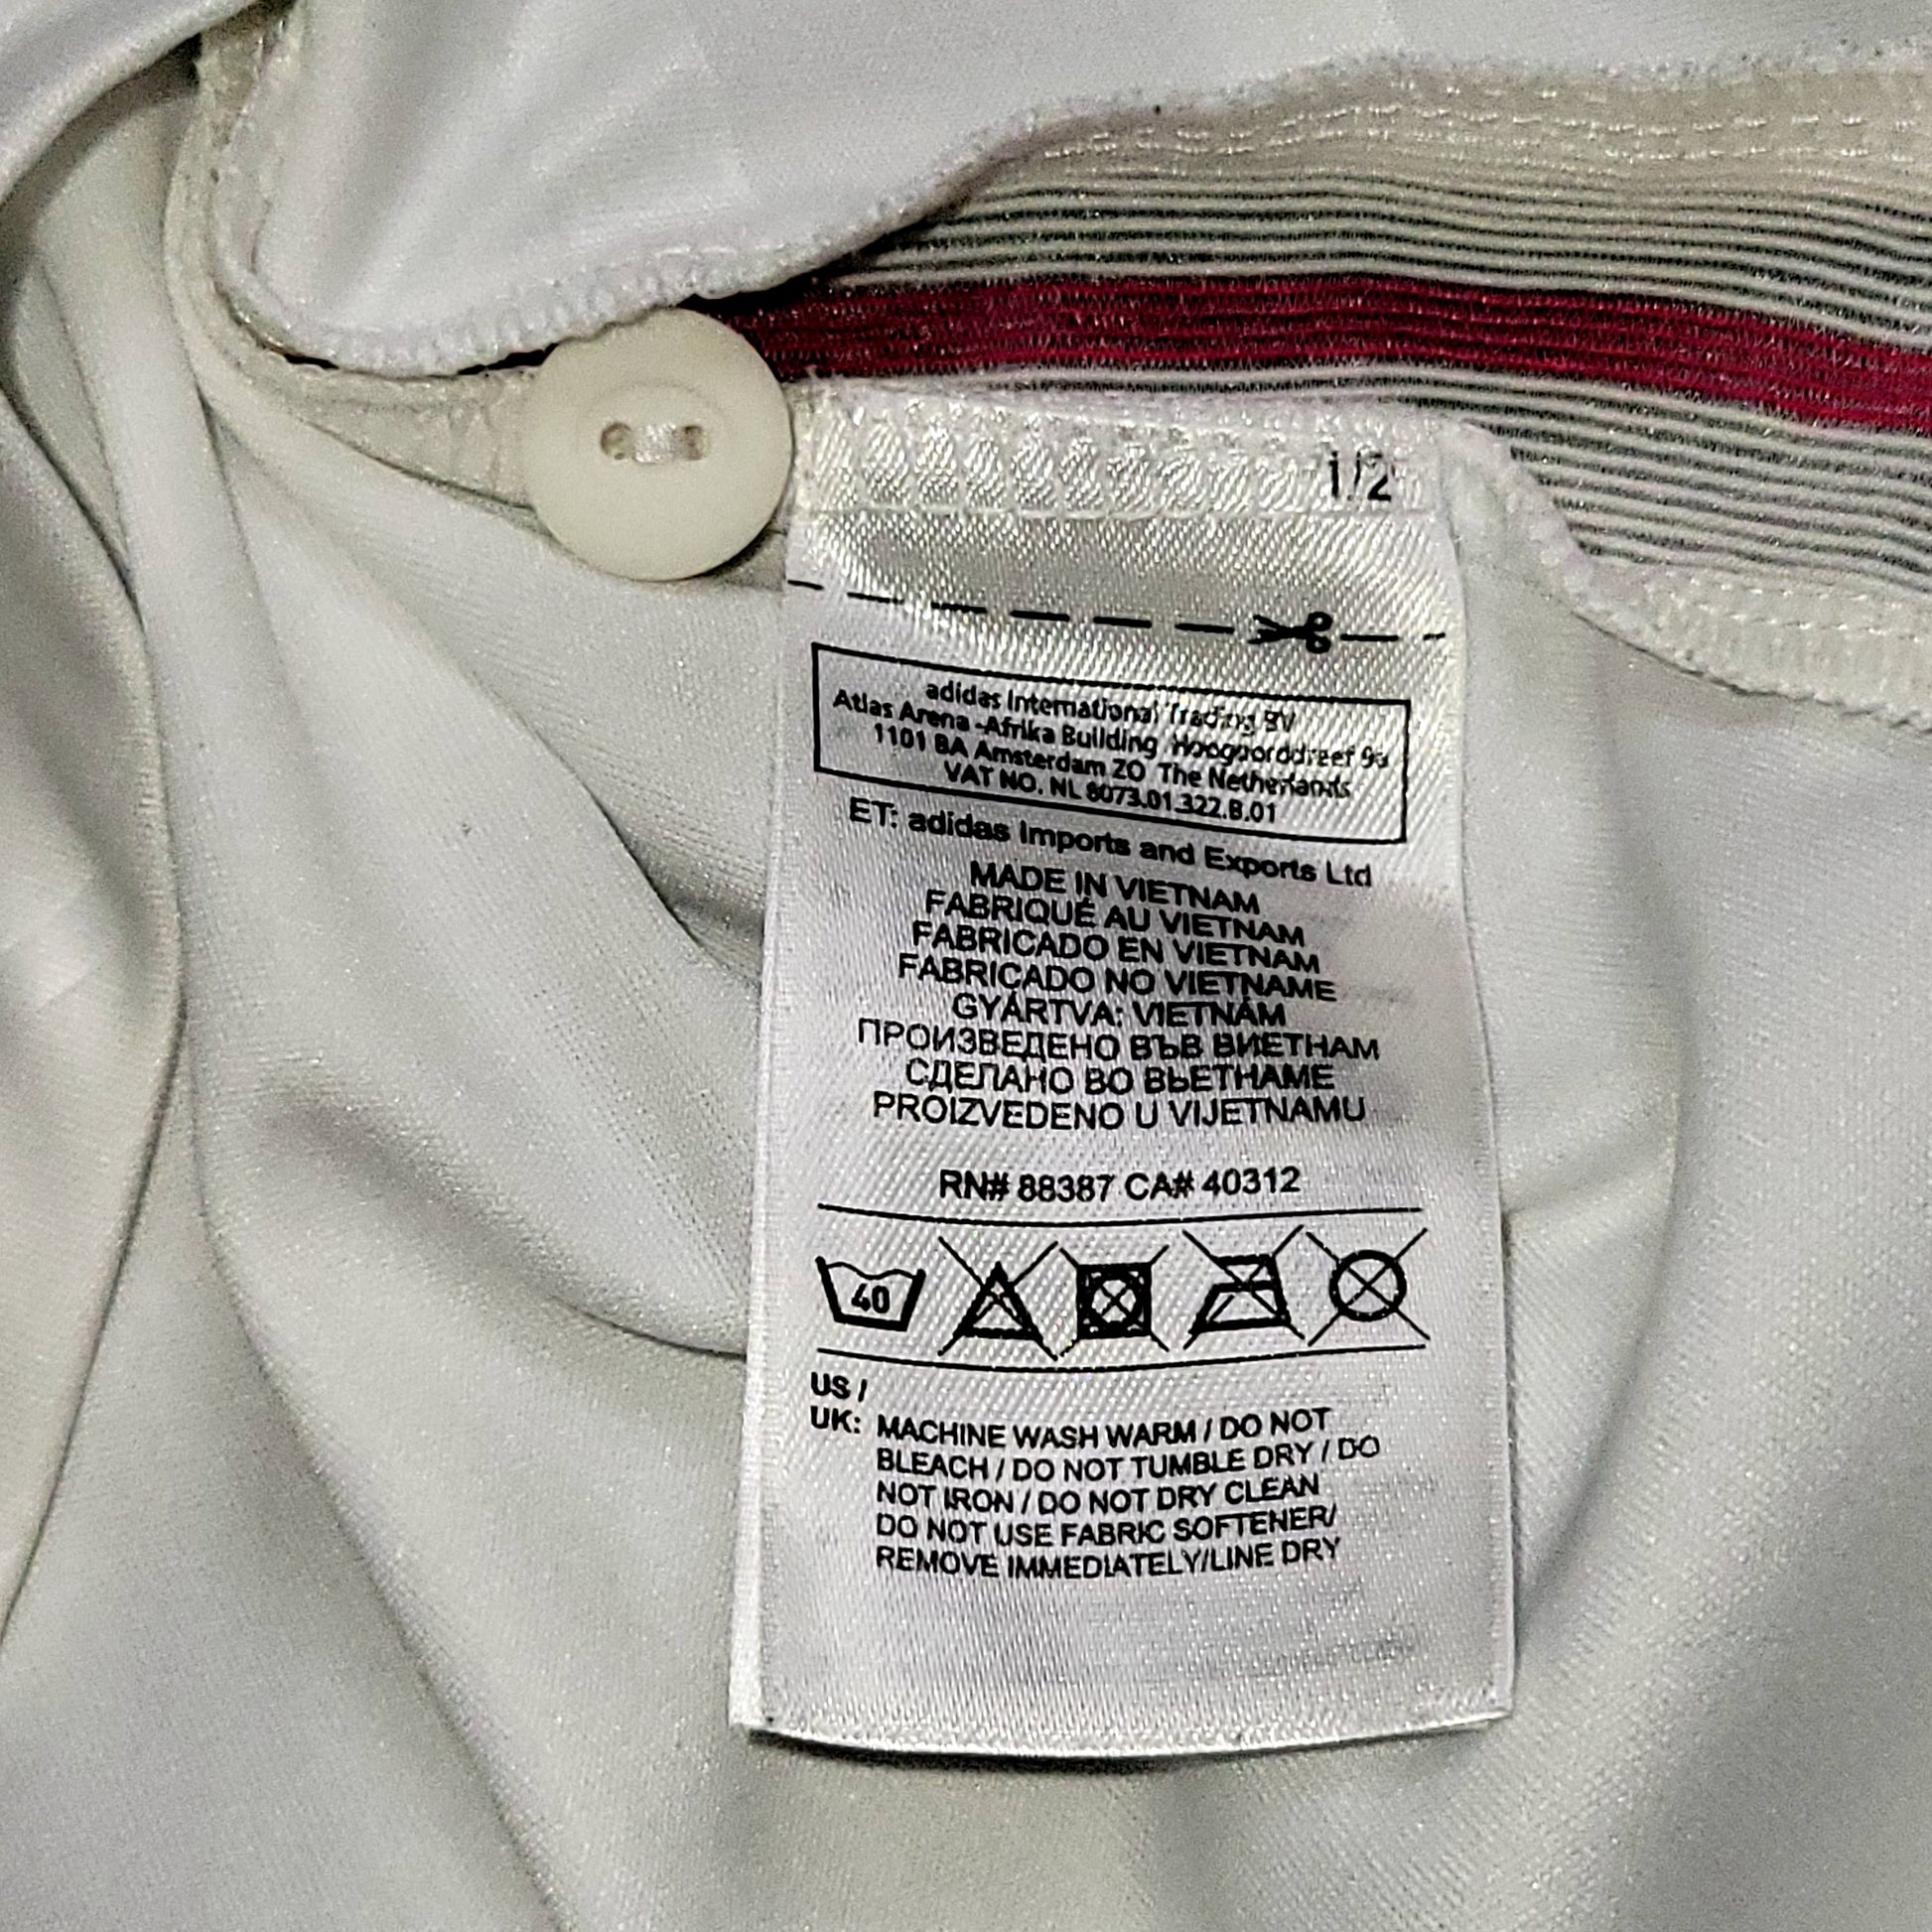 1/2
adidas International Trading BV
Atlas Arena -Afrika Building Hoogoorddreef 9a
1101 BA Amsterdam ZO The Netherlands
VAT NO. NL 8073.01.322.B.01
ET: adidas Imports and Exports Ltd
MADE IN VIETNAM
FABRIQUÉ AU VIETNAM
FABRICADO EN VIETNAM
FABRICADO NO VIETNAME
GYÁRTVA: VIETNÁM
ПРОИЗВЕДЕНО ВЪВ ВИЕТНАМ
СДЕЛАНО ВО ВЬЕТНАМЕ
PROIZVEDENO U VIJETNAMU
RN# 88387 CA# 40312
40
US /
UK: MACHINE WASH WARM / DO NOT
BLEACH / DO NOT TUMBLE DRY / DO
NOT IRON / DO NOT DRY CLEAN
DO NOT USE FABRIC SOFTENER/
REMOVE IMMEDIATELY/LINE DRY